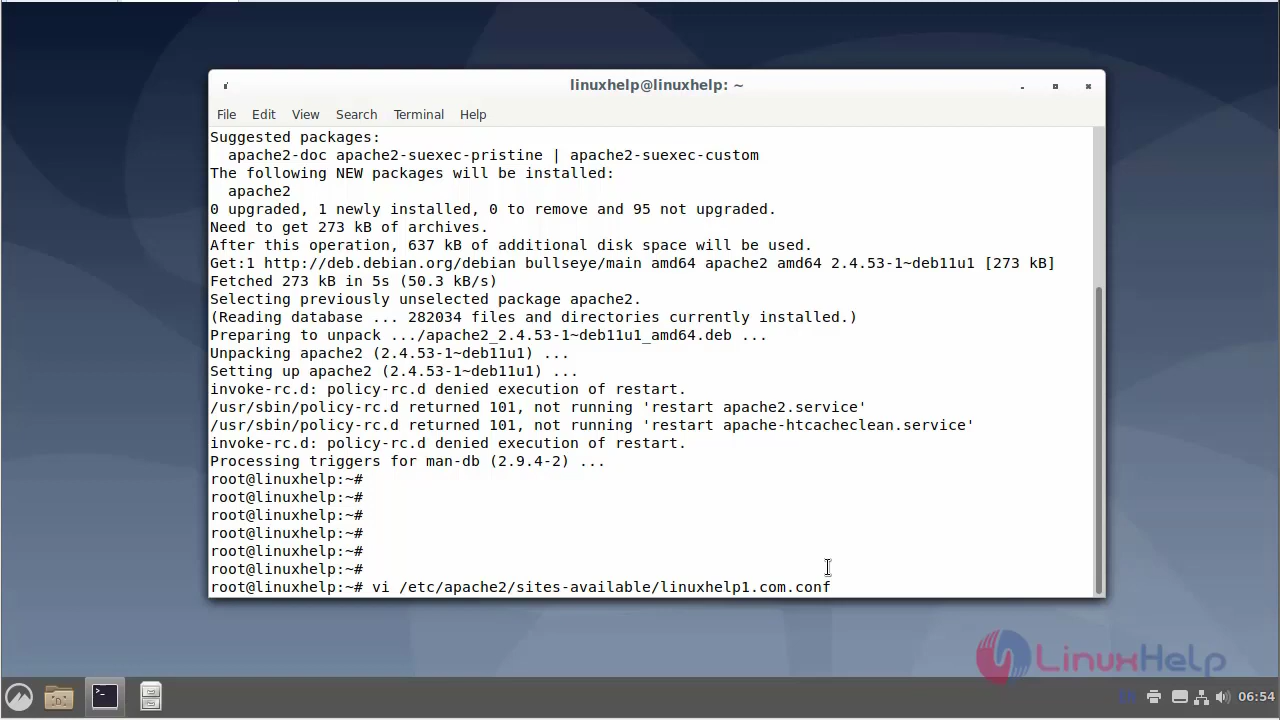 linuxhelp@linuxhelp: ~
File Edit View Search Terminal Help
Suggested packages:
apache2-doc apache2-suexec-pristine | apache2-suexec-custom
The following NEW packages will be installed:
apache2
0 upgraded, 1 newly installed, 0 to remove and 95 not upgraded.
Need to get 273 kB of archives.
After this operation, 637 kB of additional disk space will be used.
Get:1 http://deb.debian.org/debian bullseye/main amd64 apache2 amd64 2.4.53-1~deb11u1 [273 kB]
Fetched 273 kB in 5s (50.3 kB/s)
Selecting previously unselected package apache2.
(Reading database ... 282034 files and directories currently installed.)
Preparing to unpack .../apache2_2.4.53-1~deb11u1_amd64.deb ...
Unpacking apache2 (2.4.53-1~deb11u1) ...
Setting up apache2 (2.4.53-1~deb11u1) ...
invoke-rc.d: policy-rc.d denied execution of restart.
/usr/sbin/policy-rc.d returned 101, not running 'restart apache2.service'
/usr/sbin/policy-rc.d returned 101, not running 'restart apache-htcacheclean.service'
invoke-rc.d: policy-rc.d denied execution of restart.
Processing triggers for man-db (2.9.4-2) ...
root@linuxhelp:~#
root@linuxhelp:~#
root@linuxhelp:~#
root@linuxhelp:~#
root@linuxhelp:~#
root@linuxhelp:~#
root@linuxhelp:~# vi /etc/apache2/sites-available/linuxhelp1.com.conf
LinuxHelp
06:54